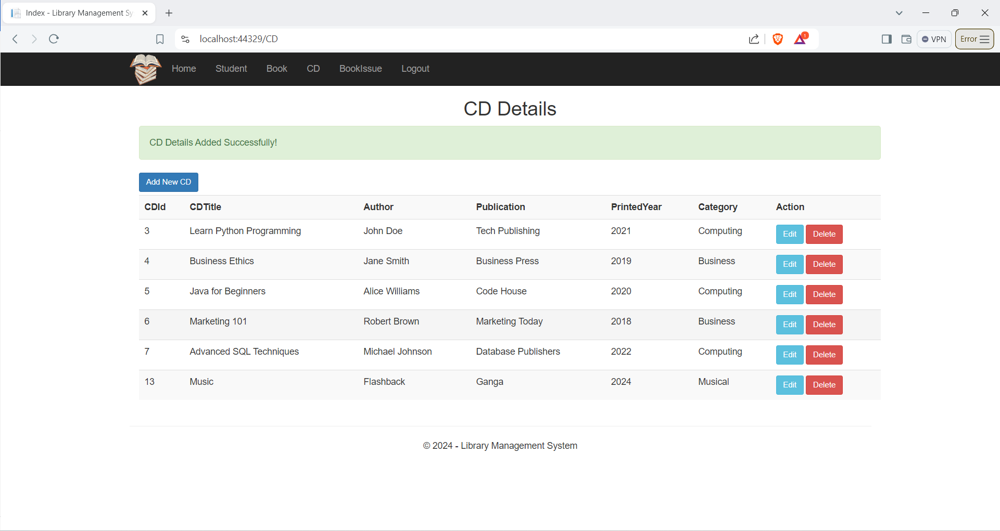 Index - Library Management Sy
localhost:44329/CD
1
VPN
Error
Home Student Book CD BookIssue Logout
CD Details
CD Details Added Successfully!
Add New CD
CDId CDTitle Author Publication PrintedYear Category Action
3 Learn Python Programming John Doe Tech Publishing 2021 Computing Edit Delete
4 Business Ethics Jane Smith Business Press 2019 Business Edit Delete
5 Java for Beginners Alice Williams Code House 2020 Computing Edit Delete
6 Marketing 101 Robert Brown Marketing Today 2018 Business Edit Delete
7 Advanced SQL Techniques Michael Johnson Database Publishers 2022 Computing Edit Delete
13 Music Flashback Ganga 2024 Musical Edit Delete
© 2024 - Library Management System